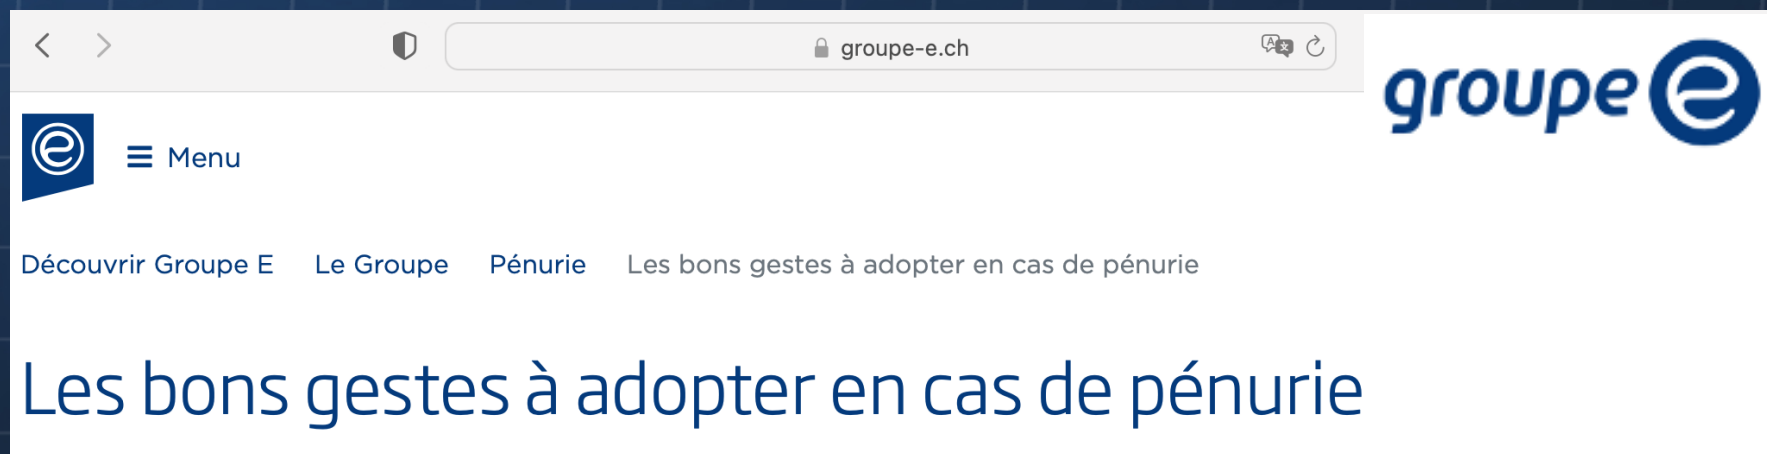 groupe-e.ch
groupe e
Menu
Découvrir Groupe E Le Groupe Pénurie Les bons gestes à adopter en cas de pénurie
Les bons gestes à adopter en cas de pénurie